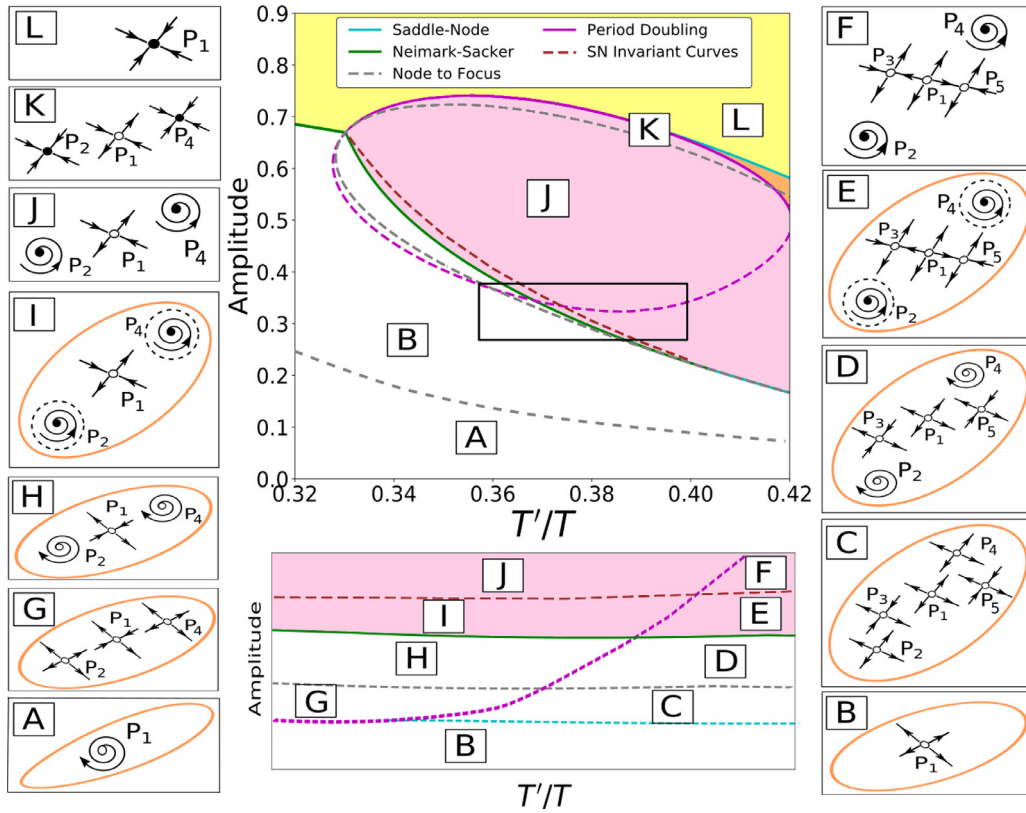 L
P1
K
P2
P1
P4
J
P2
P1
P4
I
P4
P1
P2
H
P1
P2
P4
G
P1
P2
P4
A
P1
Saddle-Node
Neimark-Sacker
Node to Focus
Period Doubling
SN Invariant Curves
Amplitude
0.9
0.8
0.7
0.6
0.5
0.4
0.3
0.2
0.1
0.0
L
K
J
B
A
0.32 0.34 0.36 0.38 0.40 0.42
T'/T
Amplitude
J
F
I
E
H
D
G
C
B
T'/T
F
P4
P3
P1
P5
P2
E
P4
P3
P1
P5
P2
D
P4
P3
P1
P5
P2
C
P4
P3
P1
P5
P2
B
P1